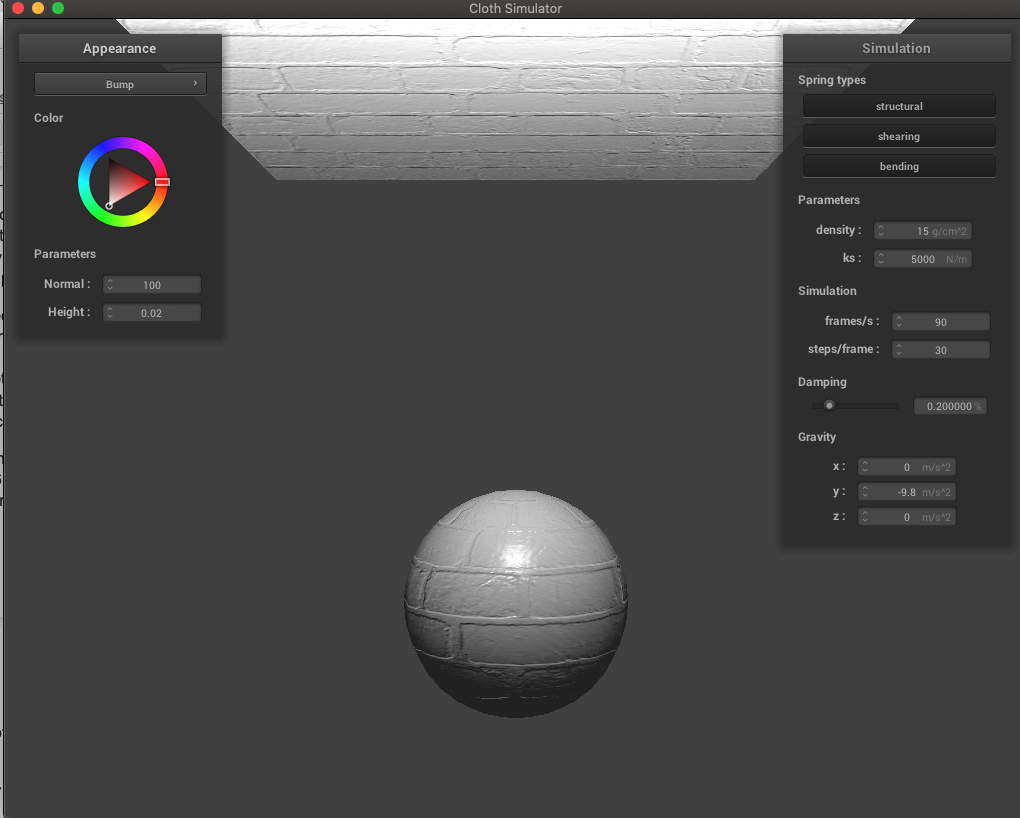 Cloth Simulator
Appearance
Bump
Color
Parameters
Normal : 100
Height : 0.02
Simulation
Spring types
structural
shearing
bending
Parameters
density : 15 g/cm^2
ks : 5000 N/m
Simulation
frames/s : 90
steps/frame : 30
Damping
0.200000 %
Gravity
x : 0 m/s^2
y : -9.8 m/s^2
z : 0 m/s^2